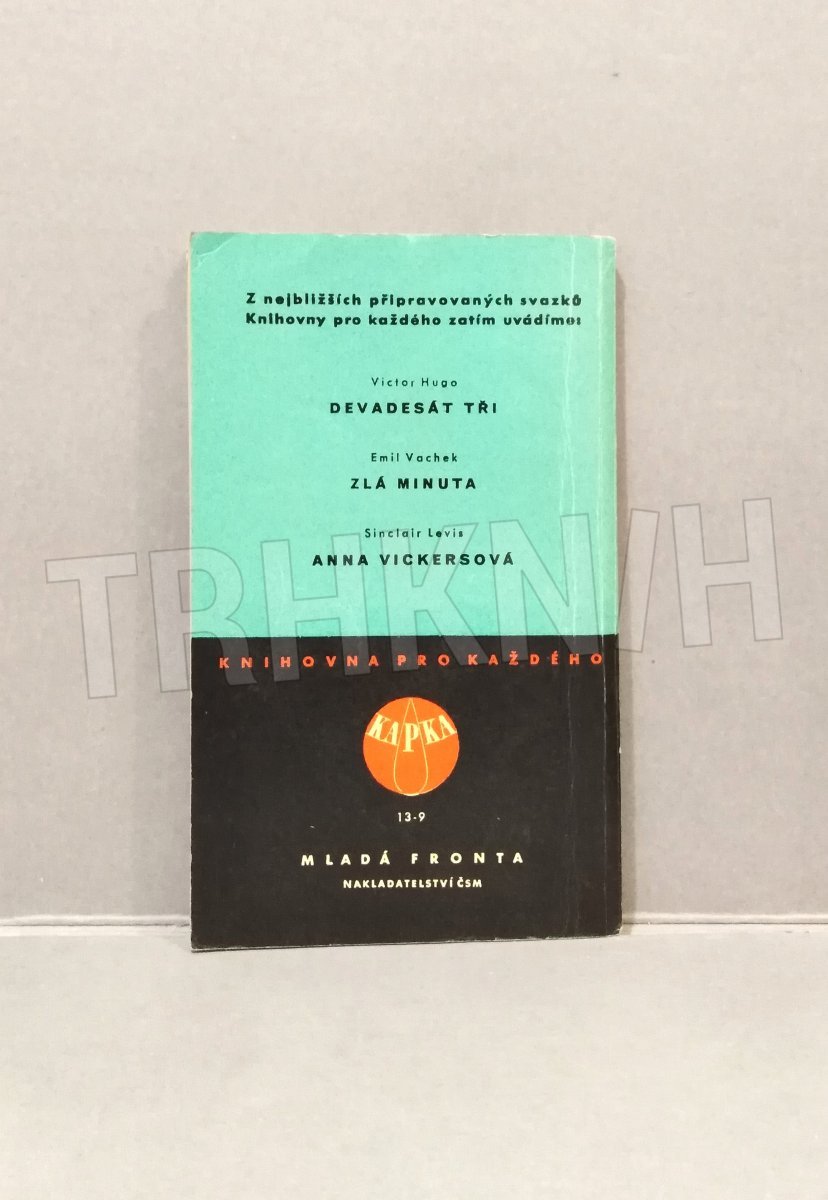 Z nejbližších připravovaných svazků
Knihovny pro každého zatím uvádíme:
Victor Hugo
DEVADESÁT TŘI
Emil Vachek
ZLÁ MINUTA
Sinclair Levis
ANNA VICKERSOVÁ
TRHKNIH
KNIHOVNA PRO KAŽDÉHO
KAPKA
13-9
MLADÁ FRONTA
NAKLADATELSTVÍ ČSM